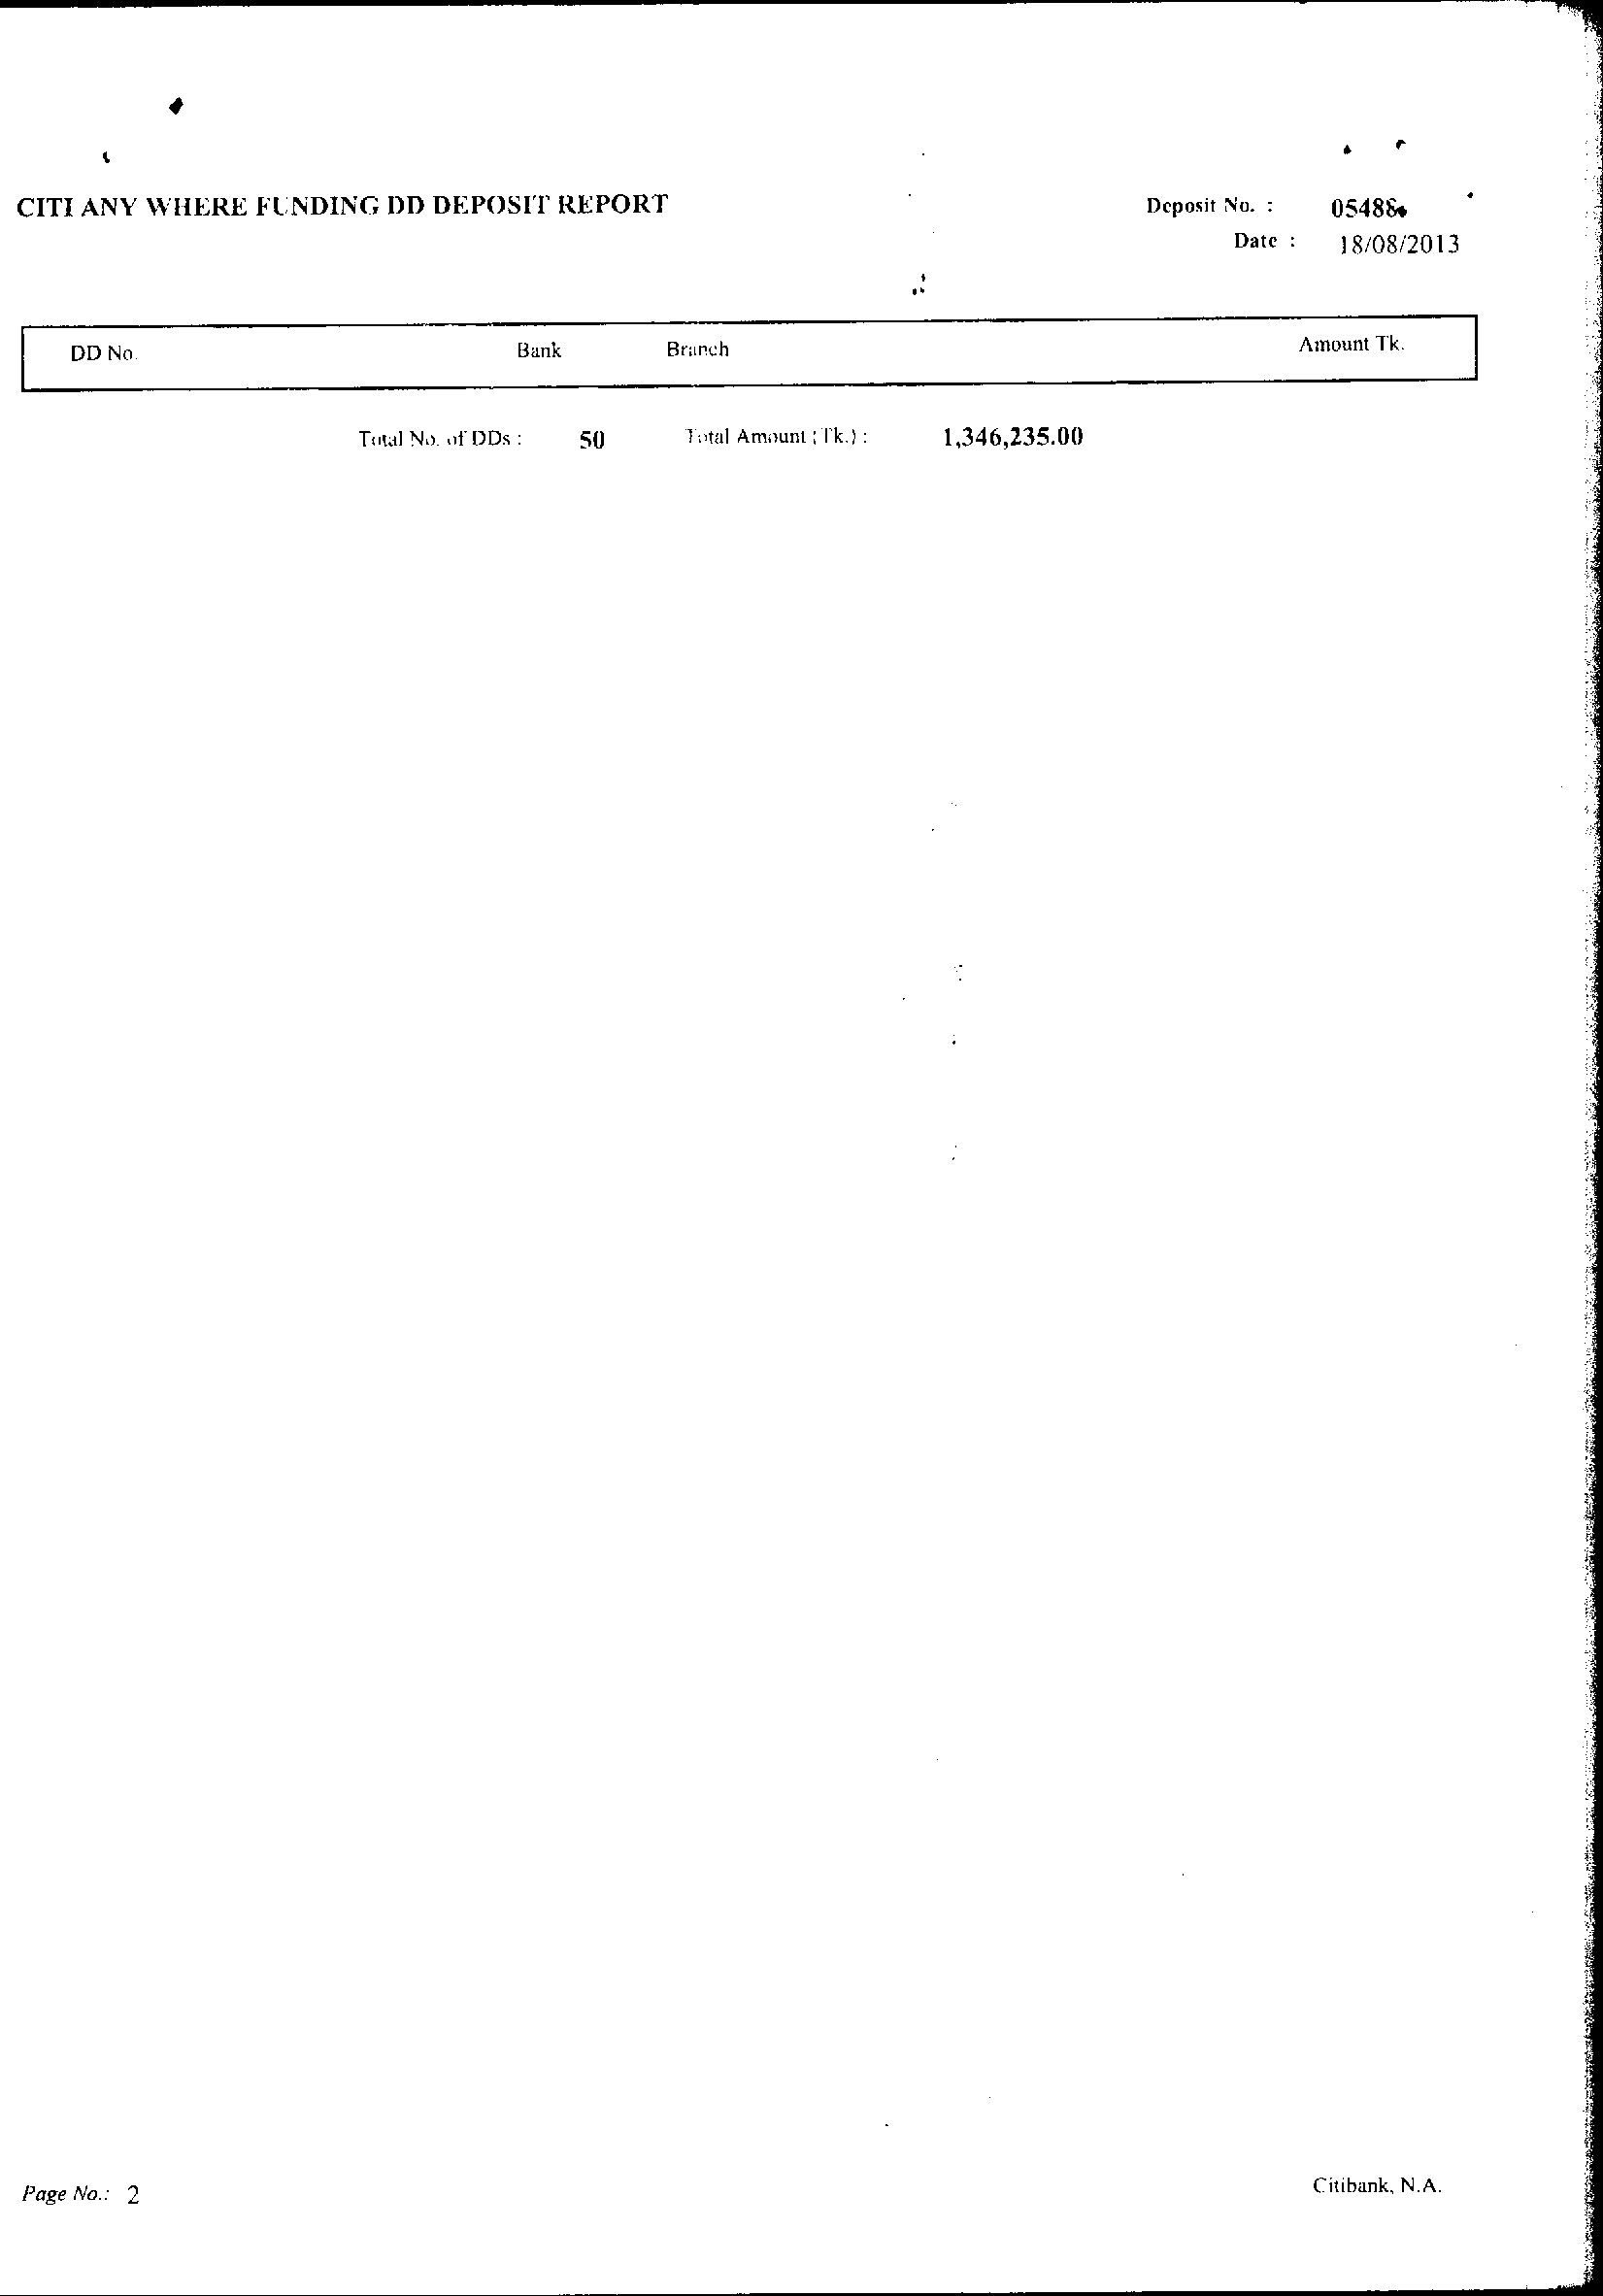 CITI ANY WHERE FUNDING DD DEPOSIT REPORT
Deposit No. : 05488
Date : 18/08/2013
DD No. Bank Branch Amount Tk.
Total No. of DDs : 50 Total Amount (Tk.) : 1,346,235.00
Page No.: 2
Citibank, N.A.